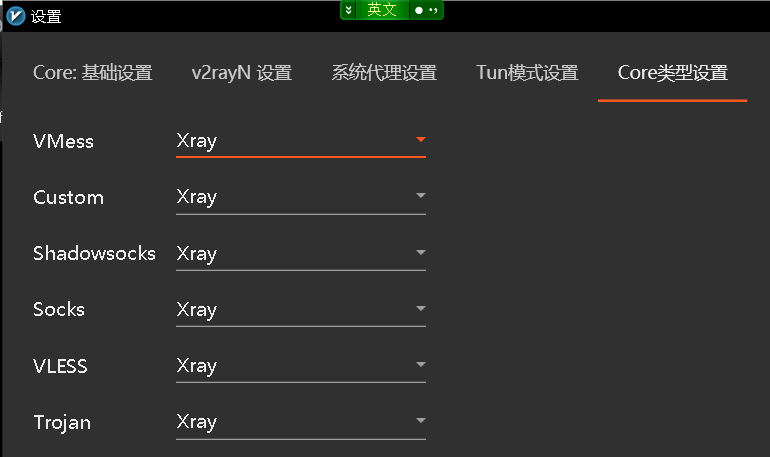 设置
英文
Core: 基础设置 v2rayN 设置 系统代理设置 Tun模式设置 Core类型设置
VMess Xray
Custom Xray
Shadowsocks Xray
Socks Xray
VLESS Xray
Trojan Xray